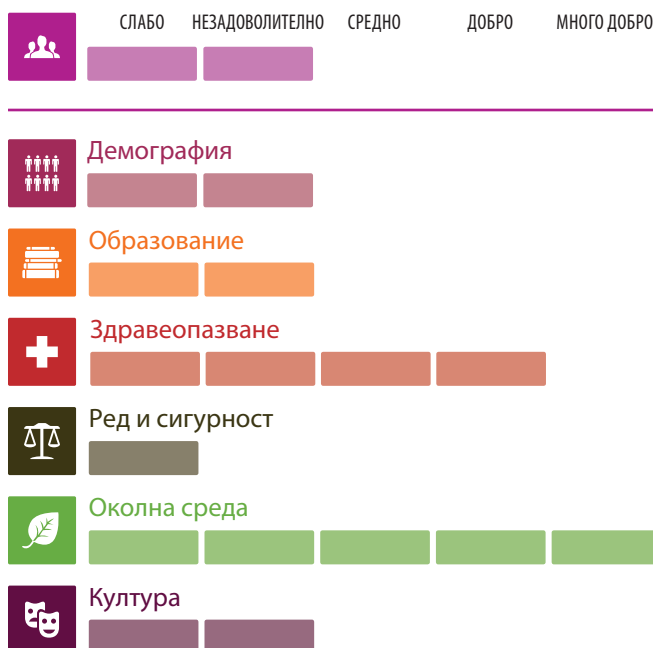 СЛАБО НЕЗАДОВОЛИТЕЛНО СРЕДНО ДОБРО МНОГО ДОБРО
Демография
Образование
Здравеопазване
Ред и сигурност
Околна среда
Култура